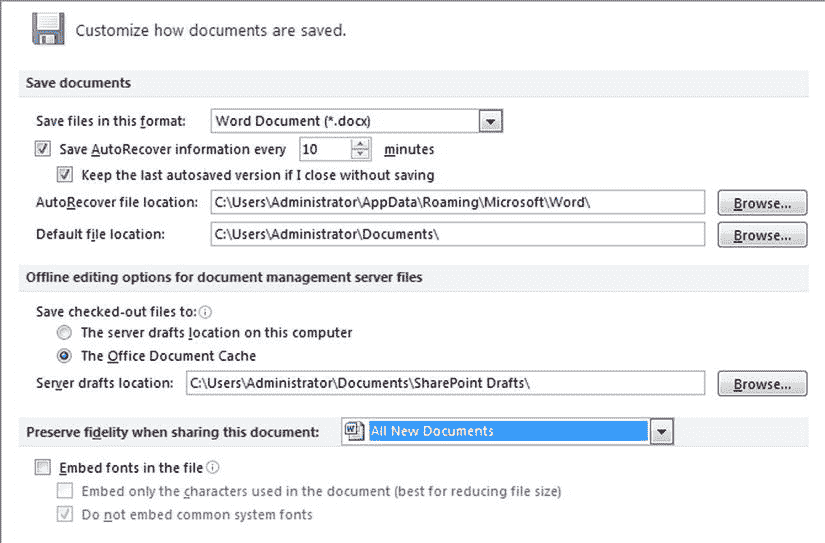 Customize how documents are saved.
Save documents
Save files in this format: Word Document (*.docx)
Save AutoRecover information every 10 minutes
Keep the last autosaved version if I close without saving
AutoRecover file location: C:\Users\Administrator\AppData\Roaming\Microsoft\Word\ Browse...
Default file location: C:\Users\Administrator\Documents\ Browse...
Offline editing options for document management server files
Save checked-out files to:
The server drafts location on this computer
The Office Document Cache
Server drafts location: C:\Users\Administrator\Documents\SharePoint Drafts\ Browse...
Preserve fidelity when sharing this document: All New Documents
Embed fonts in the file
Embed only the characters used in the document (best for reducing file size)
Do not embed common system fonts